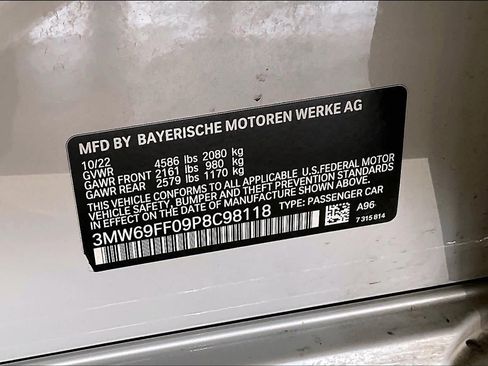 MFD BY BAYERISCHE MOTOREN WERKE AG
10/22
GVWR 4586 lbs 2080 kg
GAWR FRONT 2161 lbs 980 kg
GAWR REAR 2579 lbs 1170 kg
THIS VEHICLE CONFORMS TO ALL APPLICABLE U.S.FEDERAL MOTOR
VEHICLE SAFETY, BUMPER, AND THEFT PREVENTION STANDARDS
IN EFFECT ON THE DATE OF MANUFACTURE SHOWN ABOVE.
3MW69FF09P8C98118 TYPE: PASSENGER CAR
A96
7 315 814